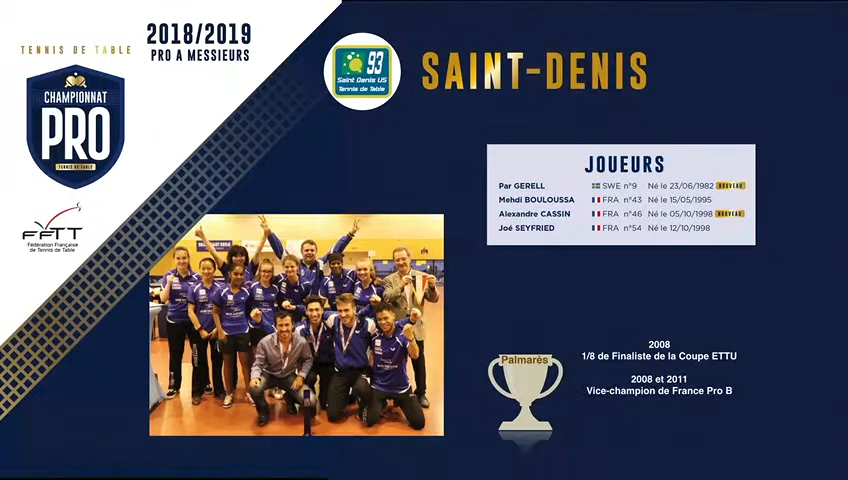 TENNIS DE TABLE
2018/2019
PRO A MESSIEURS
CHAMPIONNAT
PRO
TENNIS DE TABLE
FFTT
Fédération Française
de Tennis de Table
93
Saint Denis US
Tennis de Table
SAINT-DENIS
JOUEURS
Par GERELL SWE n°9 Né le 23/06/1982 NOUVEAU
Mehdi BOULOUSSA FRA n°43 Né le 15/05/1995
Alexandre CASSIN FRA n°46 Né le 05/10/1998 NOUVEAU
Joé SEYFRIED FRA n°54 Né le 12/10/1998
Palmarès
2008
1/8 de Finaliste de la Coupe ETTU
2008 et 2011
Vice-champion de France Pro B